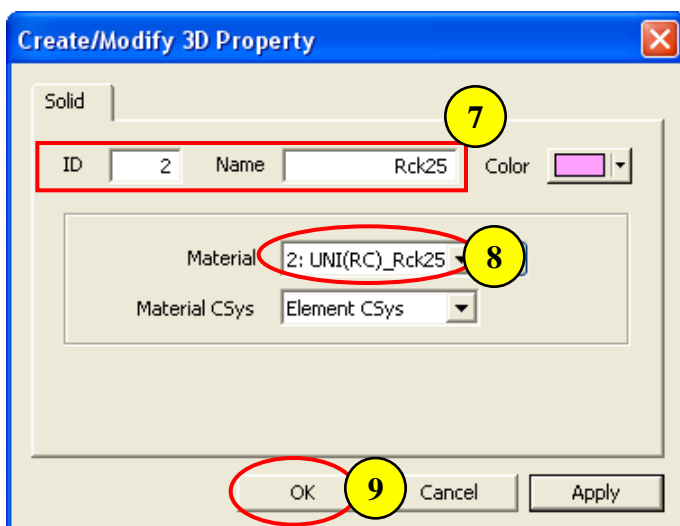 Create/Modify 3D Property
Solid
7
ID 2 Name Rck25 Color
Material 2: UNI(RC)_Rck25 8
Material CSys Element CSys
OK 9 Cancel Apply